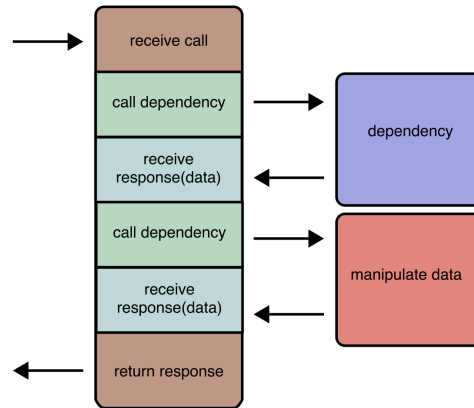 receive call
call dependency
dependency
receive
response(data)
call dependency
manipulate data
receive
response(data)
return response